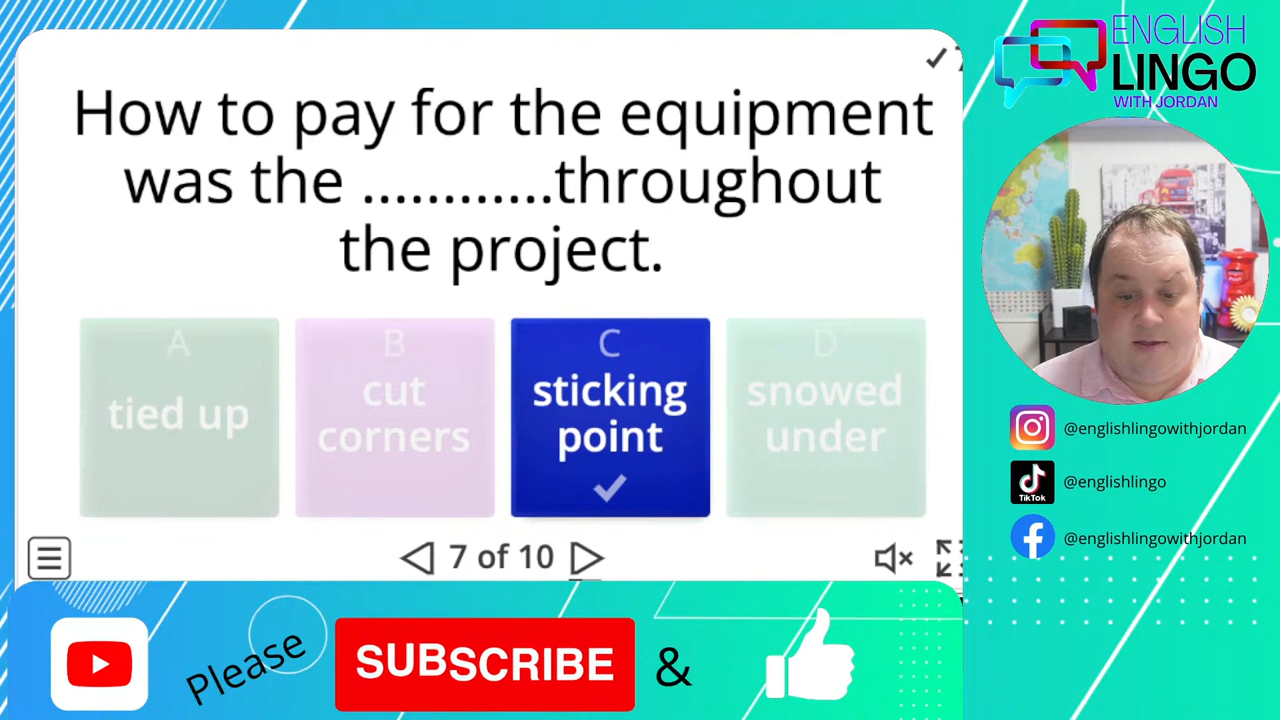 How to pay for the equipment
was the ............throughout
the project.
A
tied up
B
cut
corners
C
sticking
point
D
snowed
under
7 of 10
Please
SUBSCRIBE
&
ENGLISH
LINGO
WITH JORDAN
@englishlingowithjordan
TikTok
@englishlingo
@englishlingowithjordan